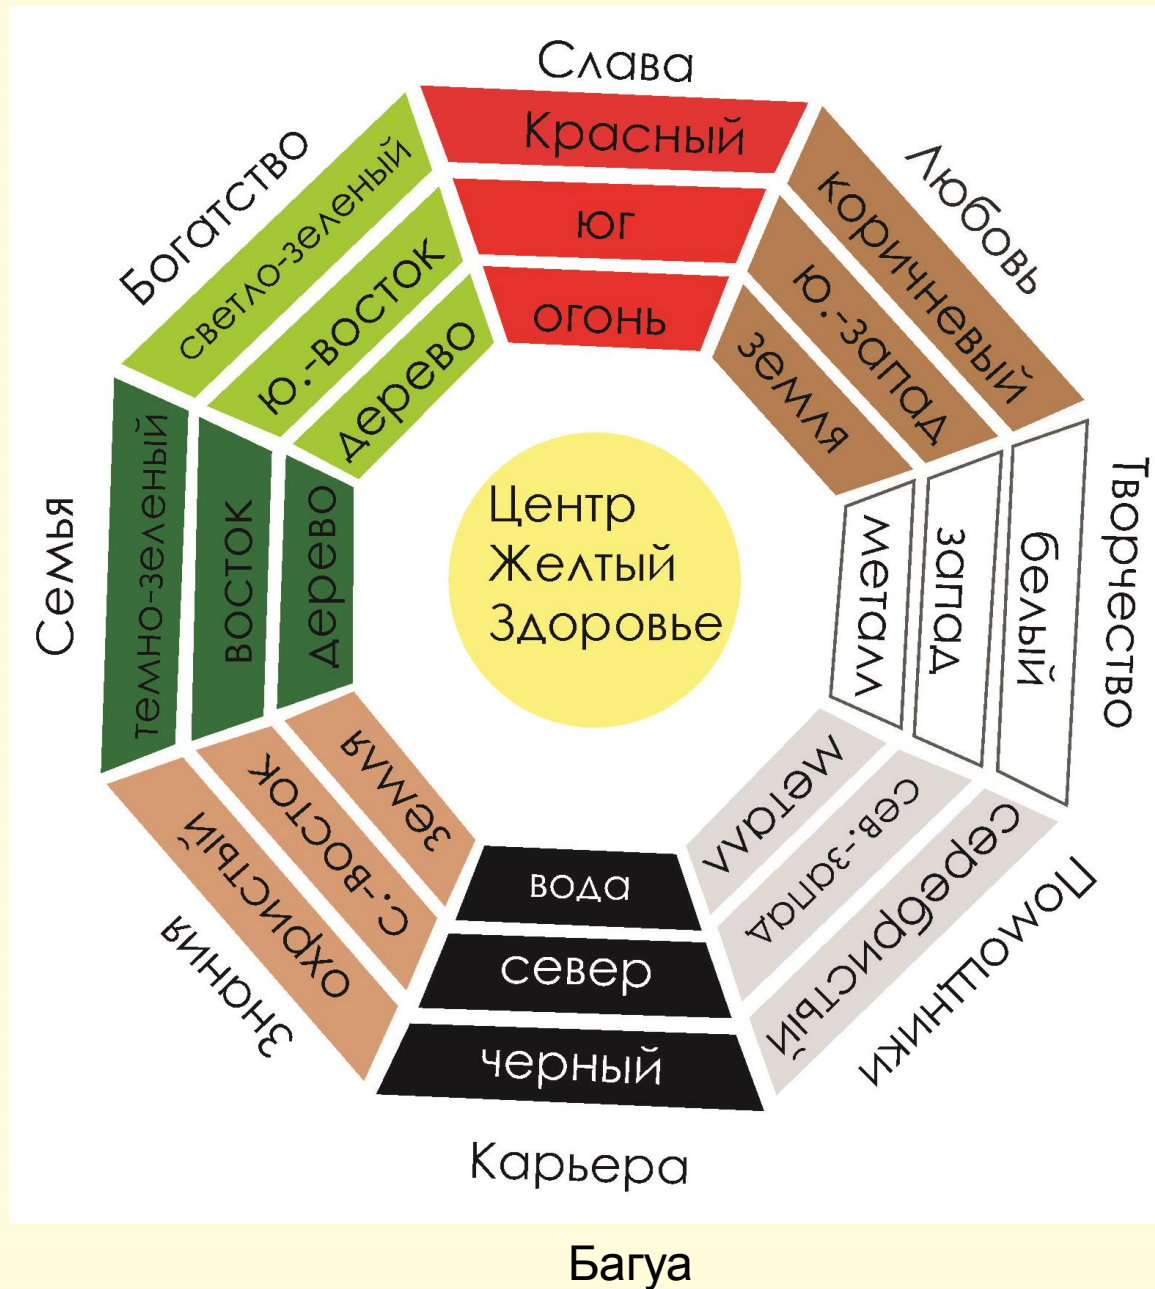 Слава
Красный
юг
огонь
Любовь
коричневый
ю.-запад
земля
Творчество
белый
запад
металл
Помощники
серебристый
сев.-запад
металл
Карьера
черный
север
вода
Знания
охристый
с.-восток
земля
Семья
темно-зеленый
восток
дерево
Богатство
светло-зеленый
ю.-восток
дерево
Центр
Желтый
Здоровье
Багуа